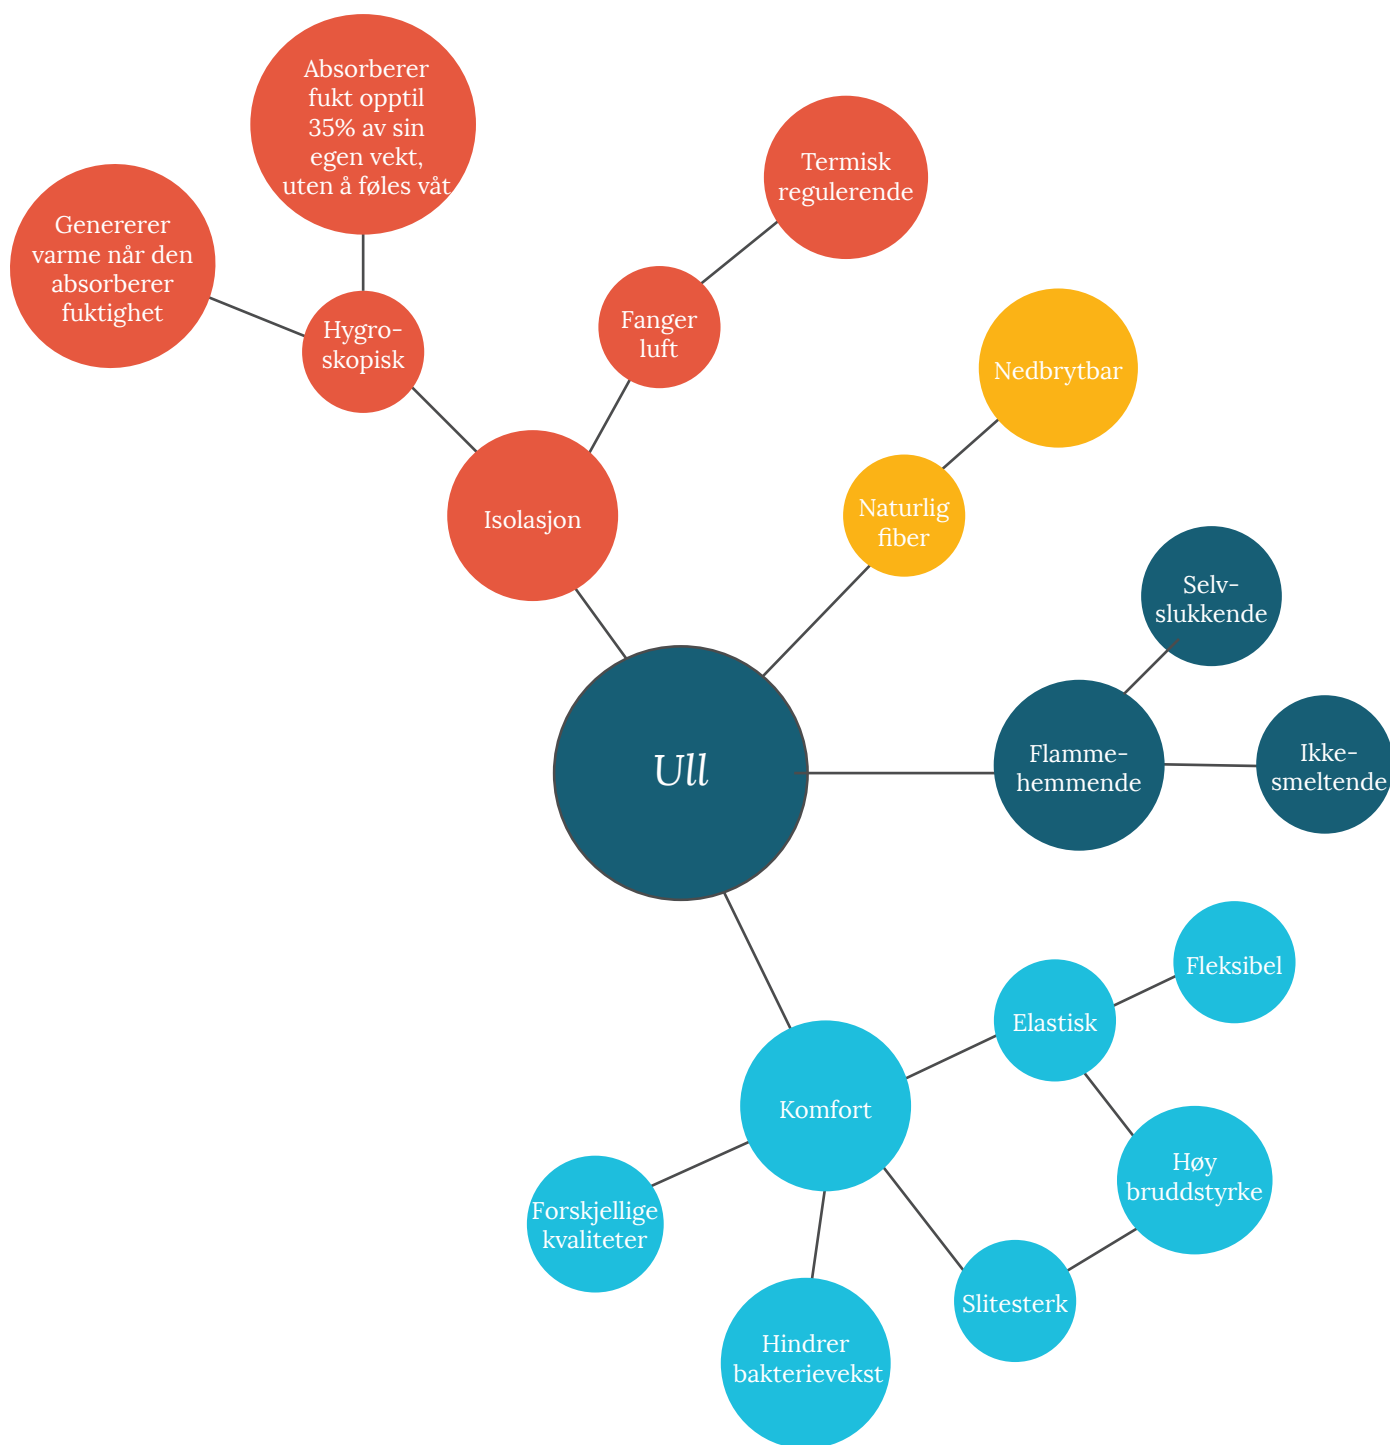 Absorberer
fukt opptil
35% av sin
egen vekt,
uten å føles våt
Genererer
varme når den
absorberer
fuktighet
Hygro-
skopisk
Termisk
regulerende
Fanger
luft
Isolasjon
Nedbrytbar
Naturlig
fiber
Selv-
slukkende
Flamme-
hemmende
Ikke-
smeltende
Ull
Fleksibel
Elastisk
Komfort
Høy
bruddstyrke
Forskjellige
kvaliteter
Slitesterk
Hindrer
bakterievekst